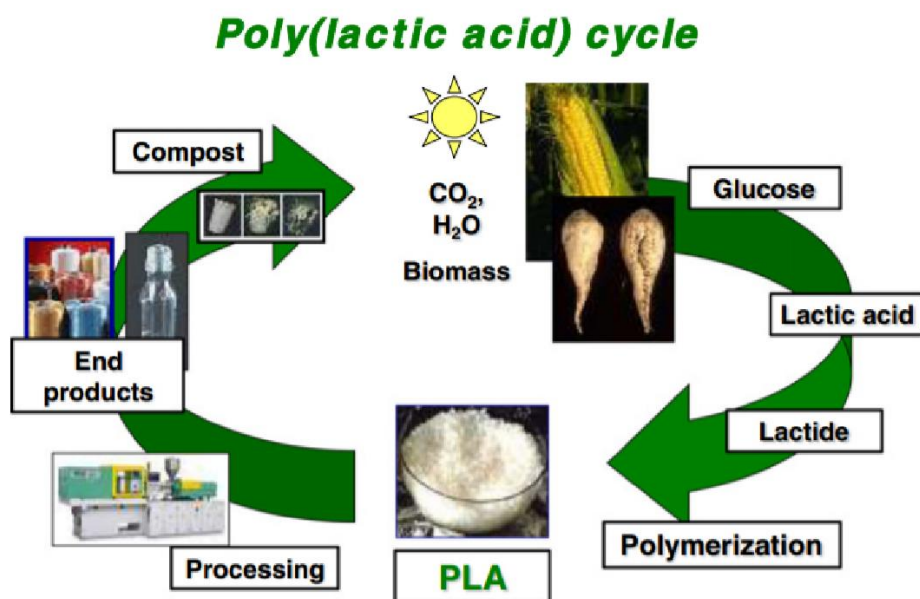 Poly(lactic acid) cycle
Compost
CO₂,
H₂O
Biomass
Glucose
Lactic acid
Lactide
Polymerization
PLA
Processing
End
products